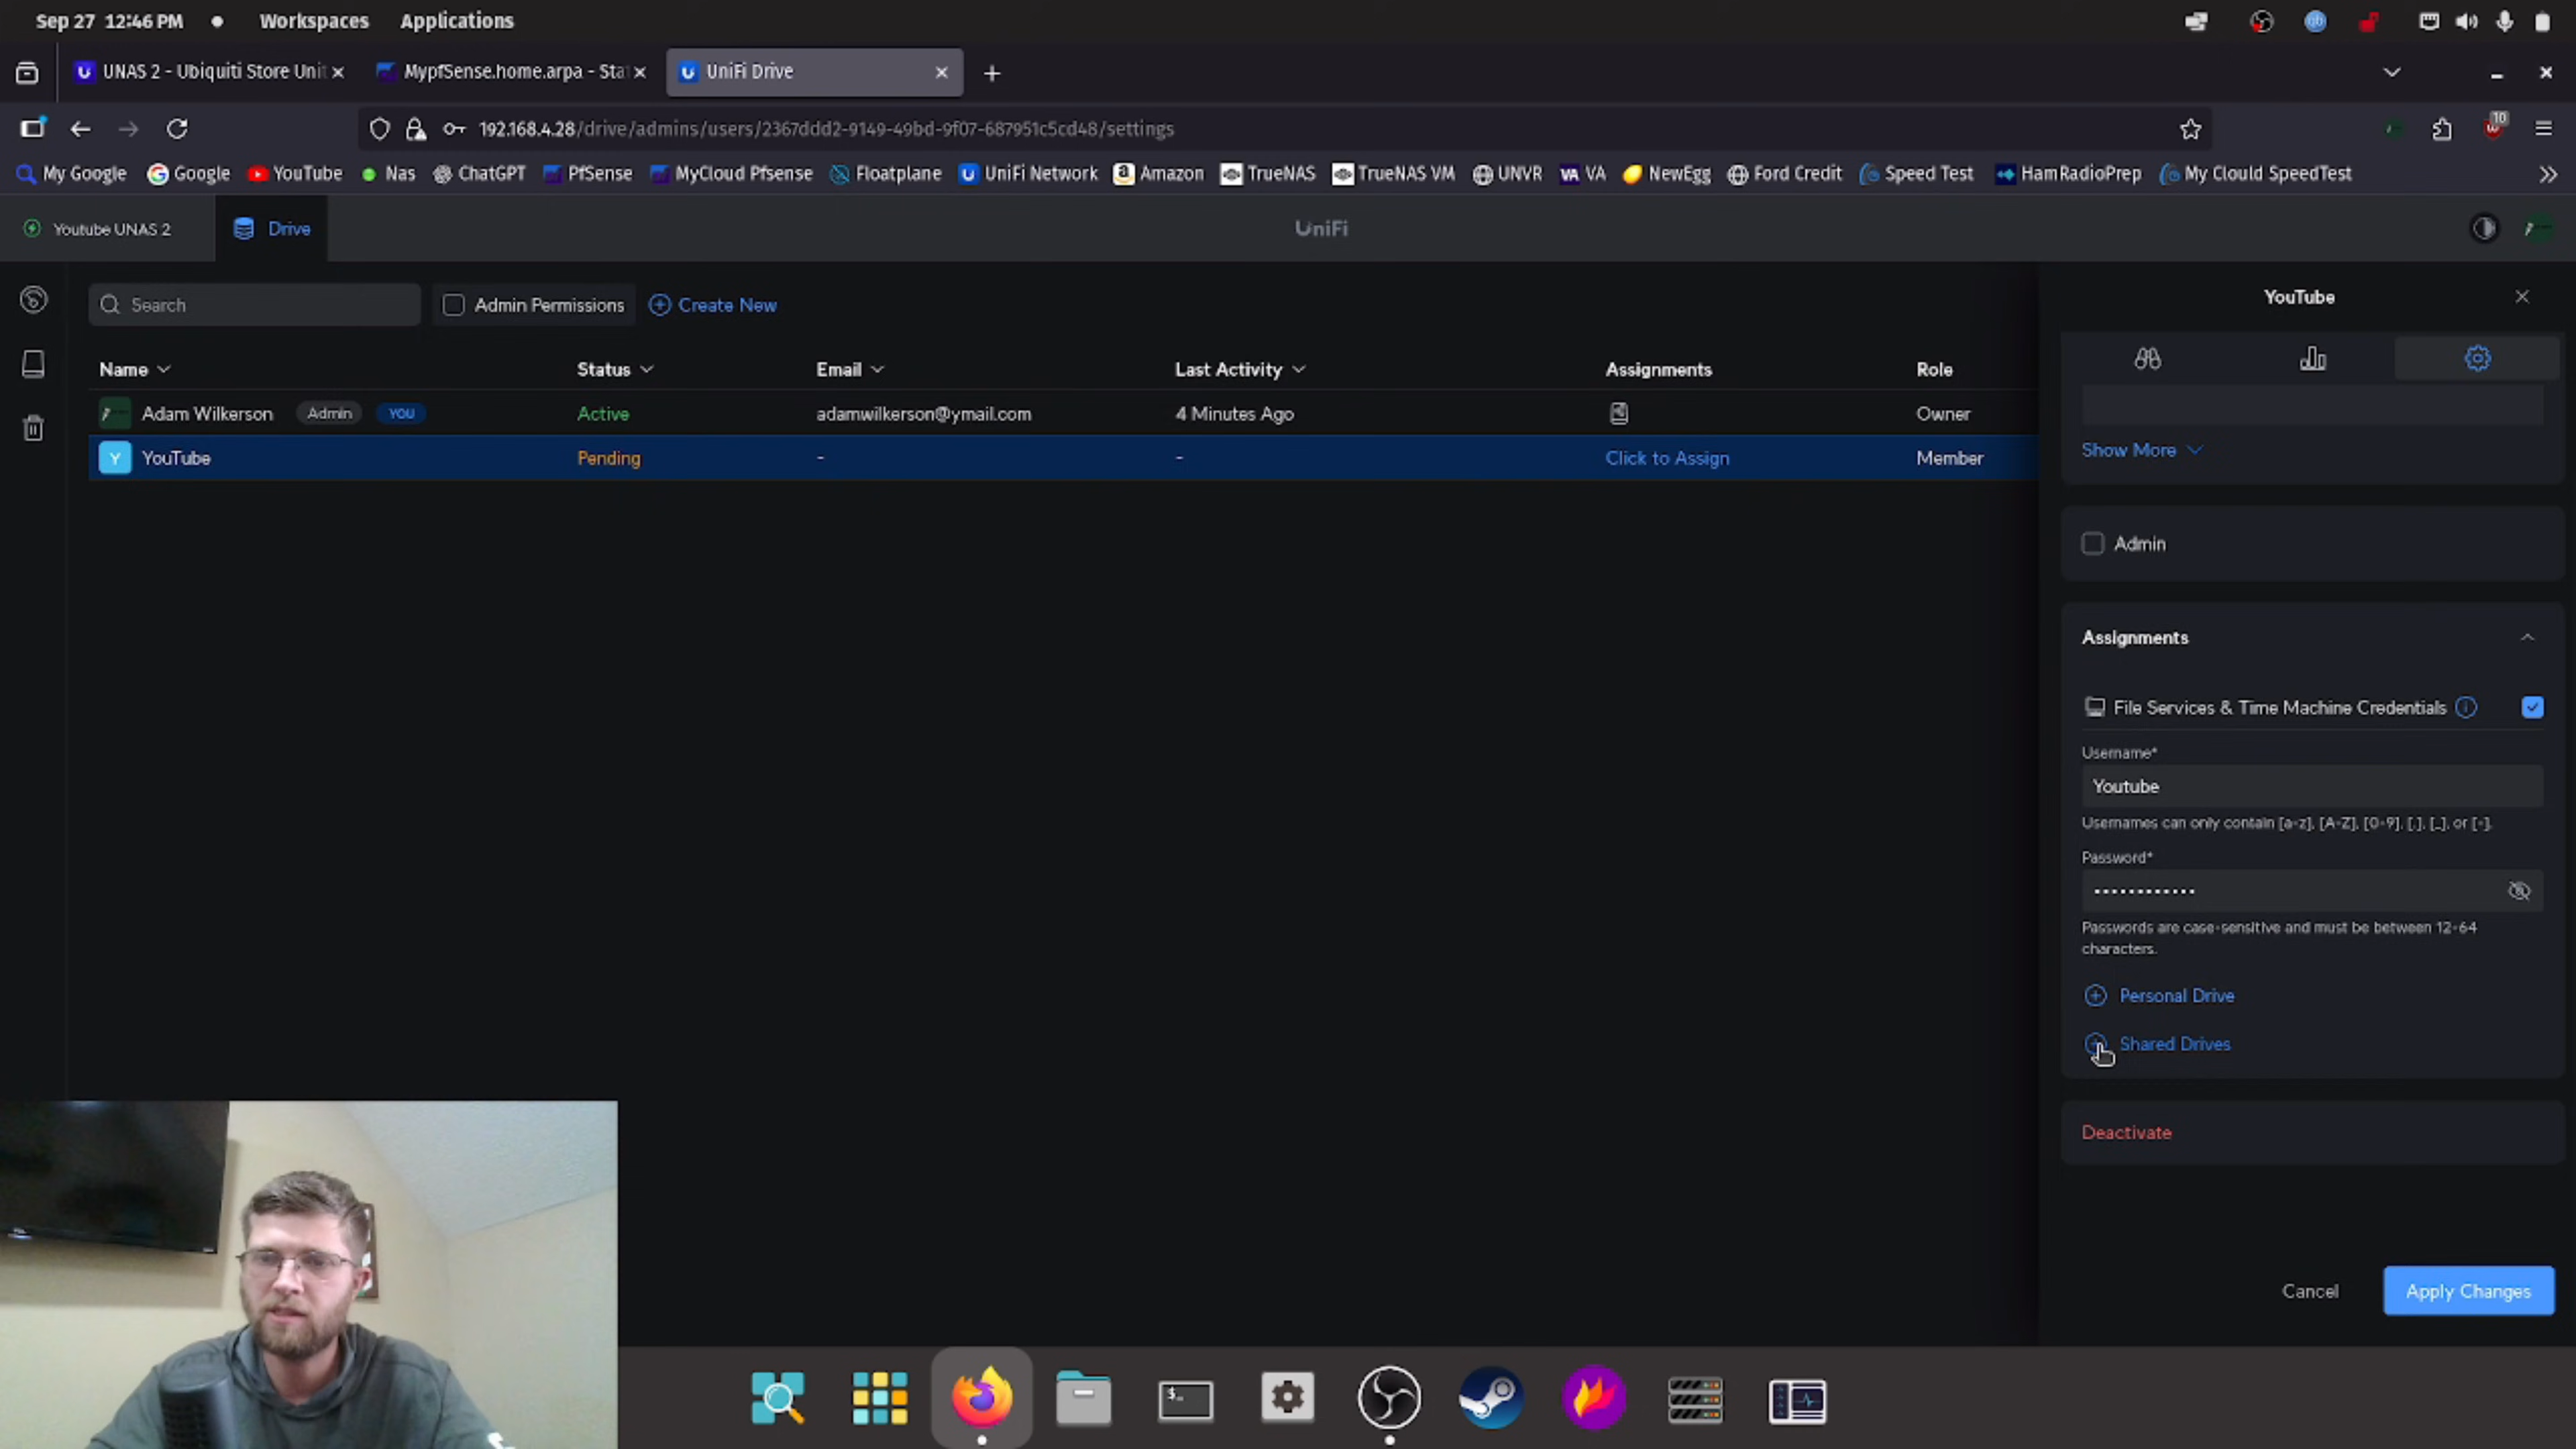 Sep 27 12:46 PM
Workspaces
Applications
UNAS 2 - Ubiquiti Store Unit
MypfSense.home.arpa - Sta
UniFi Drive
192.168.4.28/drive/admins/users/2367ddd2-9149-49bd-9f07-687951c5cd48/settings
10
My Google
Google
YouTube
Nas
ChatGPT
PfSense
MyCloud Pfsense
Floatplane
UniFi Network
Amazon
TrueNAS
TrueNAS VM
UNVR
VA
NewEgg
Ford Credit
Speed Test
HamRadioPrep
My Clould SpeedTest
Youtube UNAS 2
Drive
UniFi
Search
Admin Permissions
Create New
Name
Status
Email
Last Activity
Assignments
Role
Adam Wilkerson
Admin
YOU
Active
adamwilkerson@ymail.com
4 Minutes Ago
Owner
Y
YouTube
Pending
-
-
Click to Assign
Member
YouTube
Show More
Admin
Assignments
File Services & Time Machine Credentials
Username*
Youtube
Usernames can only contain [a-z], [A-Z], [0-9], [.], [_], or [-].
Password*
••••••••••••
Passwords are case-sensitive and must be between 12-64
characters.
Personal Drive
Shared Drives
Deactivate
Cancel
Apply Changes